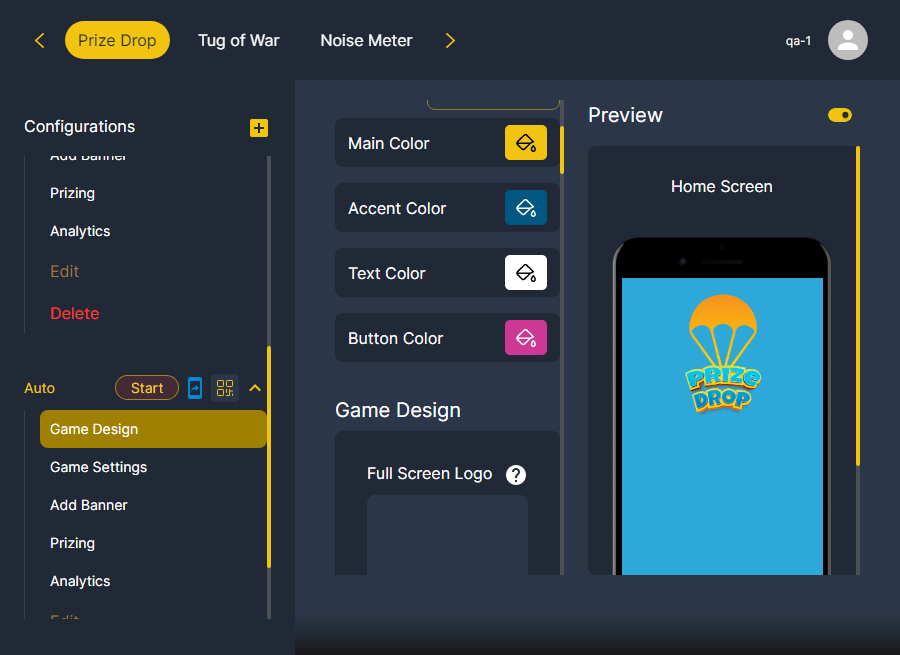 Prize Drop
Tug of War
Noise Meter
qa-1
Configurations
Add Banner
Prizing
Analytics
Edit
Delete
Auto
Start
Game Design
Game Settings
Add Banner
Prizing
Analytics
Edit
Main Color
Accent Color
Text Color
Button Color
Game Design
Full Screen Logo
?
Preview
Home Screen
PRIZE
DROP